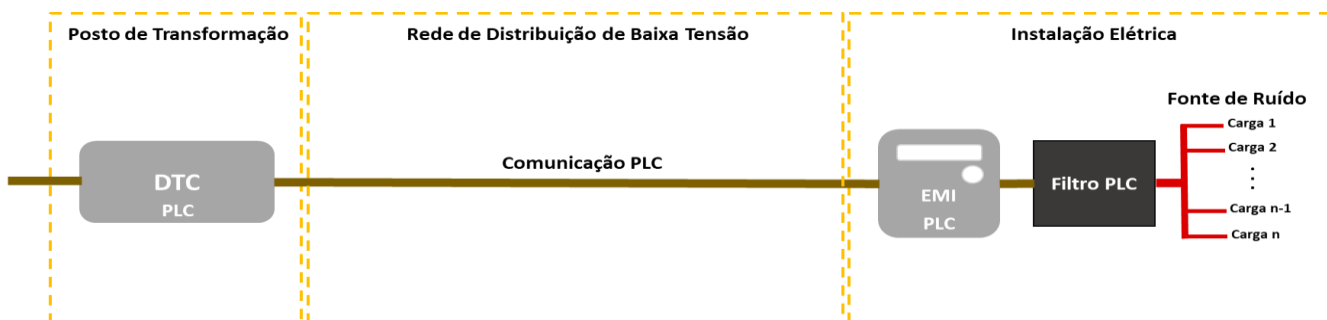 Posto de Transformação
Rede de Distribuição de Baixa Tensão
Instalação Elétrica
Fonte de Ruído
Carga 1
Carga 2
Comunicação PLC
DTC
PLC
EMI
PLC
Filtro PLC
Carga n-1
Carga n